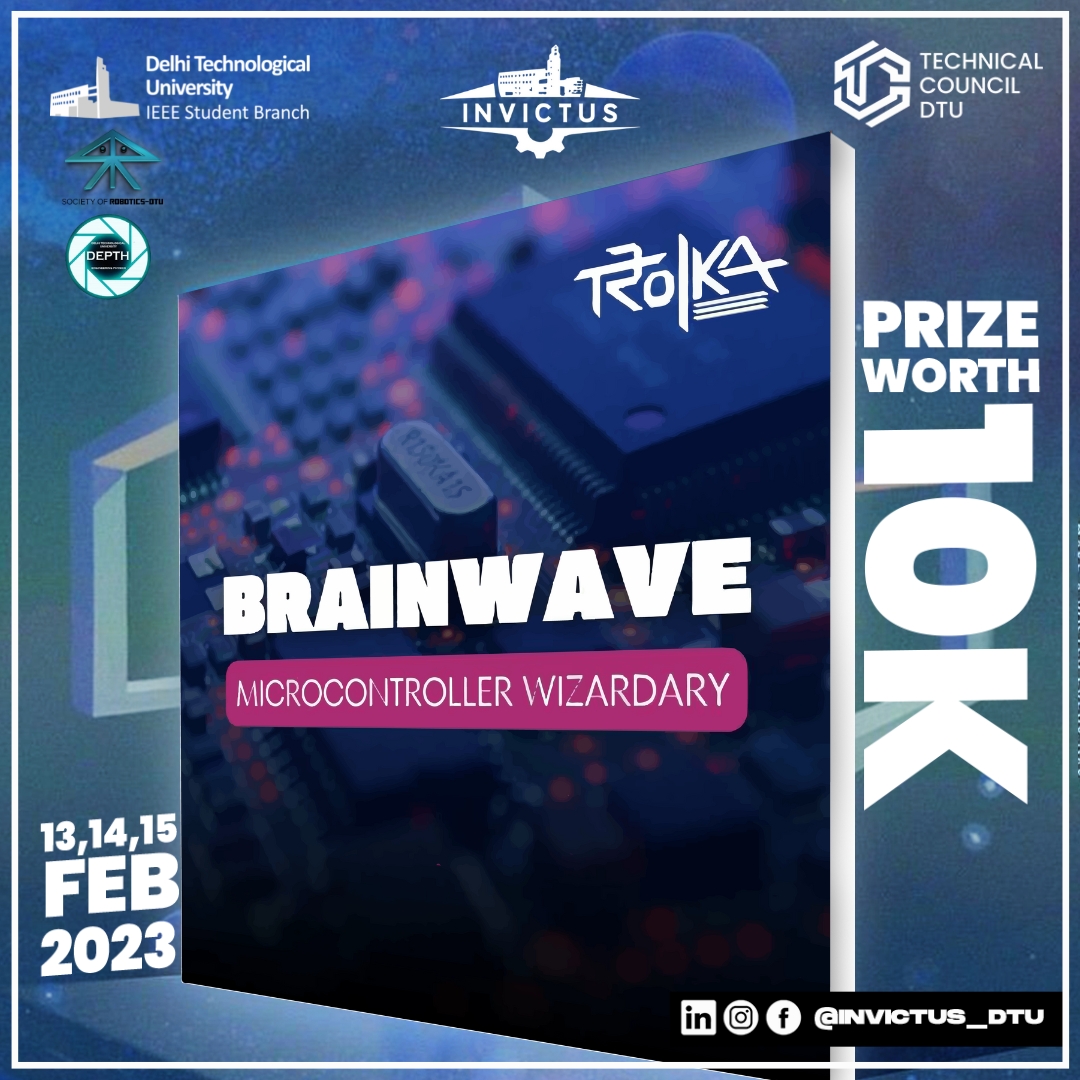 Delhi Technological
University
IEEE Student Branch
SOCIETY OF ROBOTICS-DTU
DEPTH
INVICTUS
TECHNICAL
COUNCIL
DTU
TROIKA
PRIZE
WORTH
10K
BRAINWAVE
MICROCONTROLLER WIZARDARY
13,14,15
FEB
2023
@INVICTUS_DTU